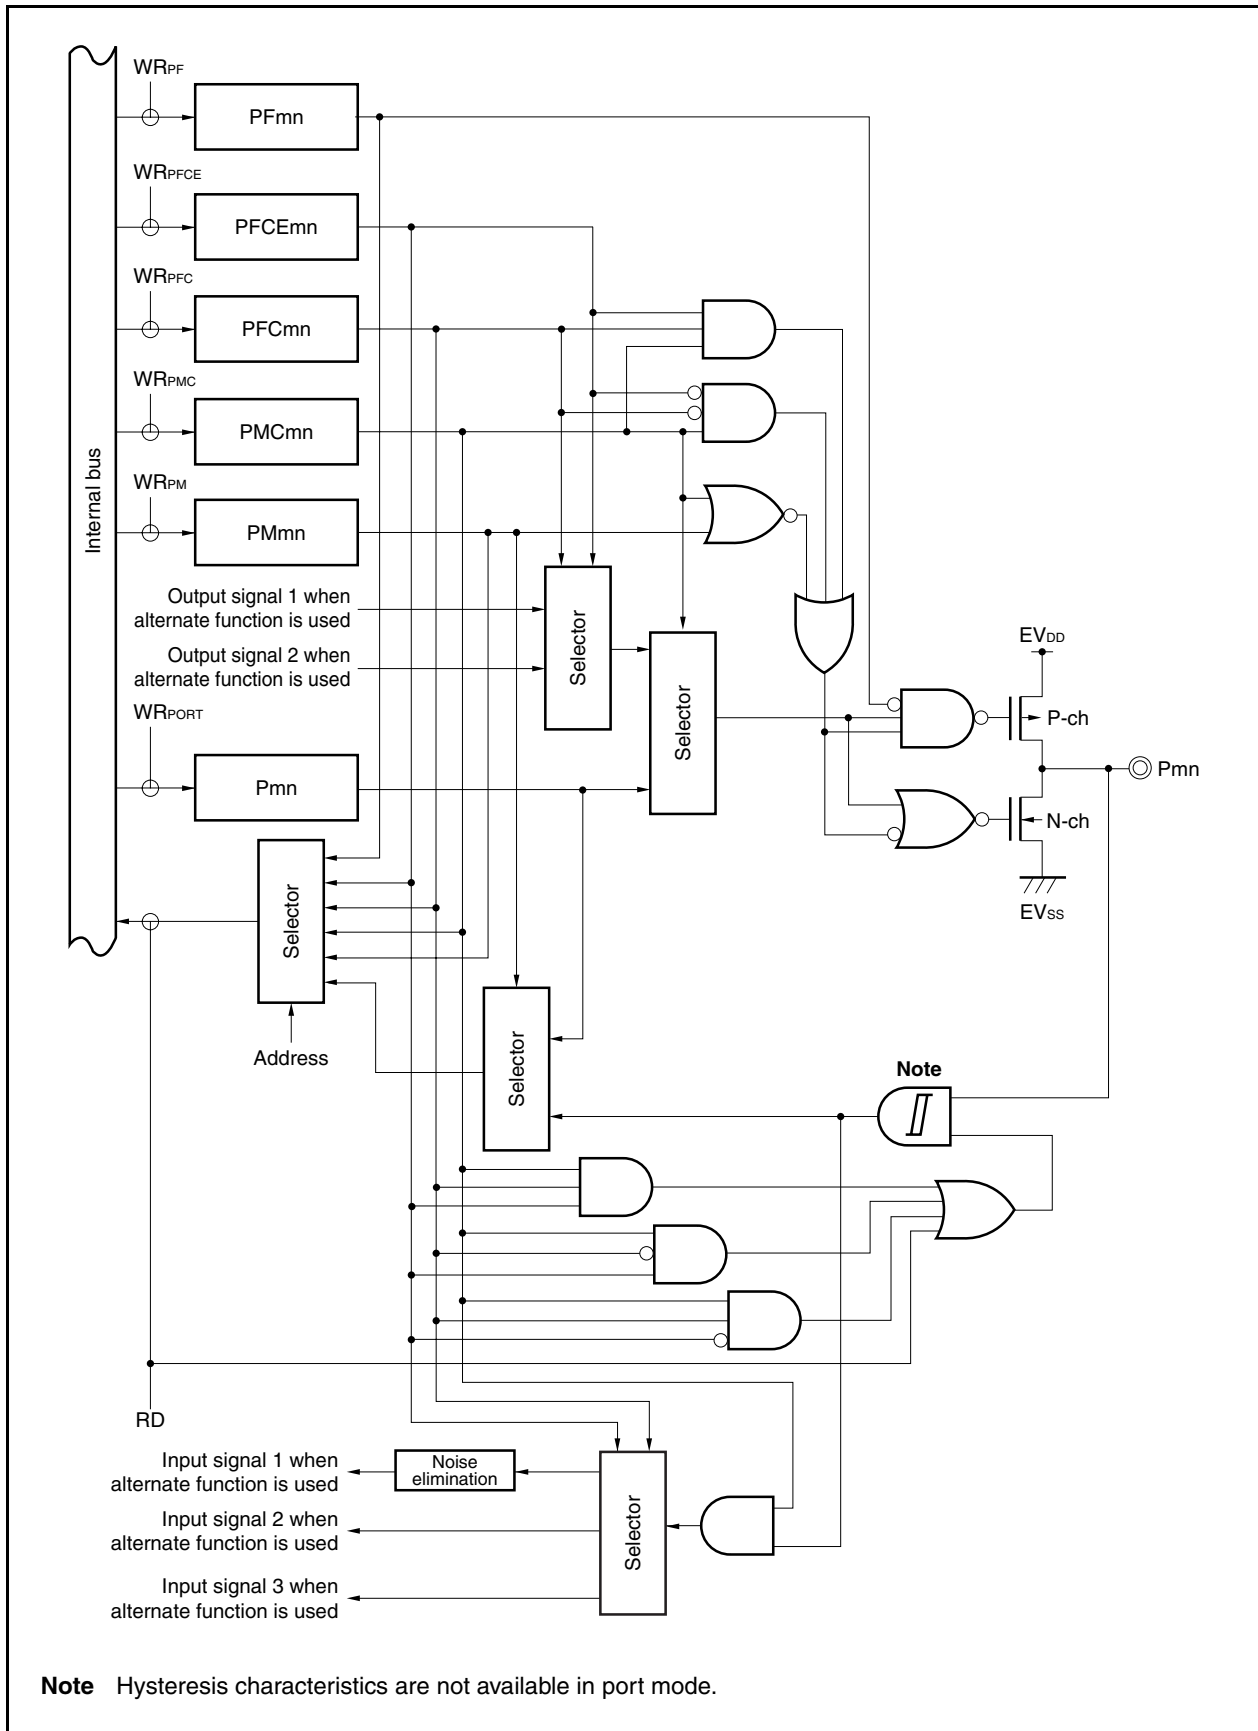 WRPF
PFmn
WRPFCE
PFCEmn
WRPFC
PFCmn
WRPMC
PMCmn
WRPM
PMmn
Internal bus
Output signal 1 when
alternate function is used
Output signal 2 when
alternate function is used
Selector
Selector
WRPORT
Pmn
EVDD
P-ch
Pmn
N-ch
EVSS
Selector
Address
Selector
Note
RD
Input signal 1 when
alternate function is used
Noise
elimination
Input signal 2 when
alternate function is used
Selector
Input signal 3 when
alternate function is used
Note Hysteresis characteristics are not available in port mode.